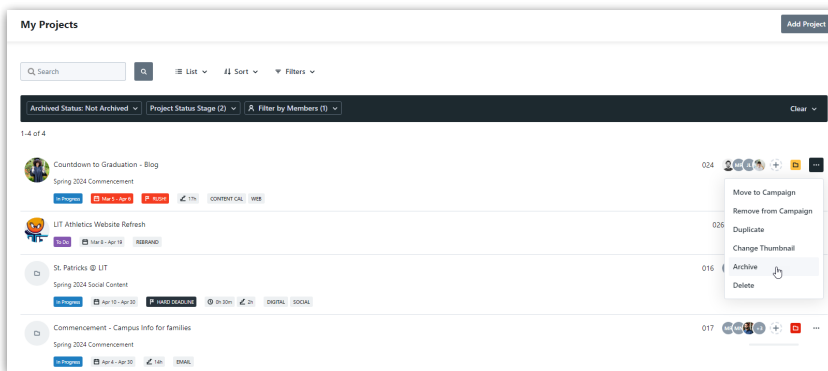 My Projects
Add Project
Search
List
Sort
Filters
Archived Status: Not Archived
Project Status Stage (2)
Filter by Members (1)
Clear
1-4 of 4
Countdown to Graduation - Blog
024
Spring 2024 Commencement
In Progress
Mar 5 - Apr 6
RUSH!
17h
CONTENT CAL
WEB
Move to Campaign
Remove from Campaign
Duplicate
Change Thumbnail
Archive
Delete
LIT Athletics Website Refresh
026
To Do
Mar 8 - Apr 16
REBRAND
St. Patricks @ LIT
016
Spring 2024 Social Content
In Progress
Apr 10 - Apr 30
HARD DEADLINE
0h 30m
2h
DIGITAL
SOCIAL
Commencement - Campus Info for families
017
+3
Spring 2024 Commencement
In Progress
Apr 4 - Apr 30
14h
EMAIL